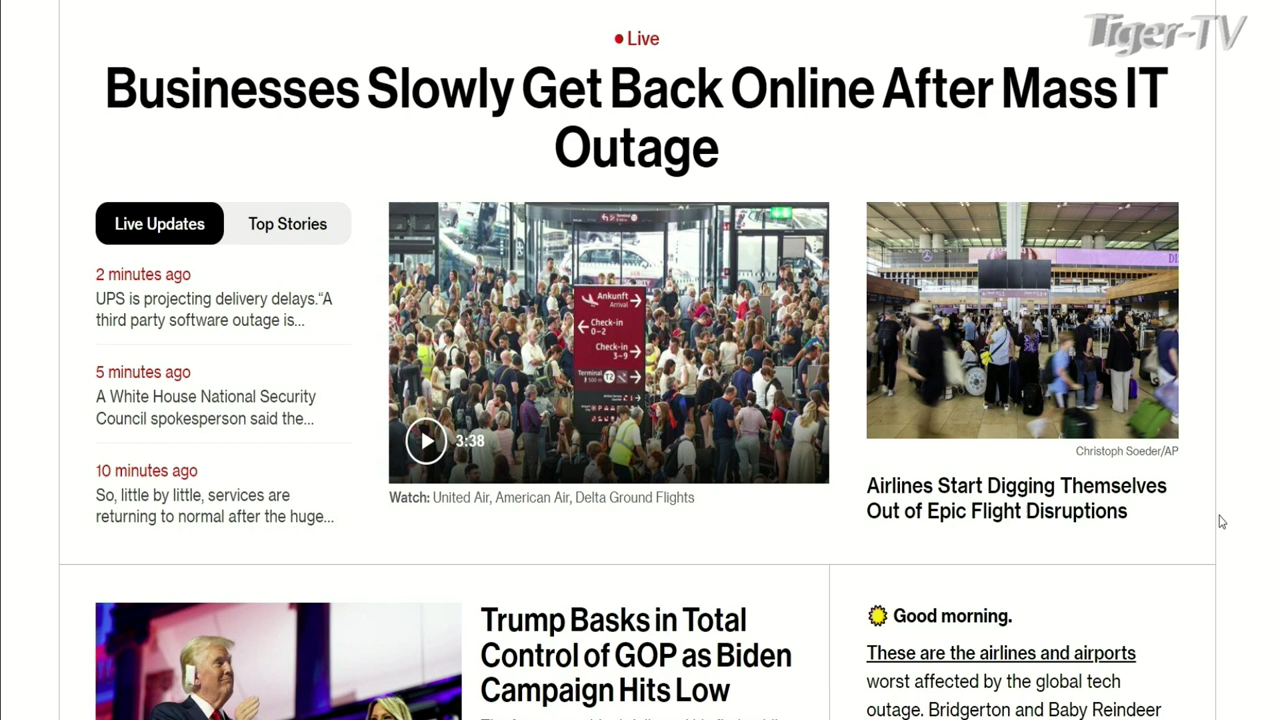 Tiger-TV
Live
Businesses Slowly Get Back Online After Mass IT
Outage
Live Updates
Top Stories
2 minutes ago
UPS is projecting delivery delays.“A
third party software outage is...
5 minutes ago
A White House National Security
Council spokesperson said the...
10 minutes ago
So, little by little, services are
returning to normal after the huge...
Ankunft
Arrival
Check-in
0–2
Check-in
3–9
Terminal
T2
3:38
Watch: United Air, American Air, Delta Ground Flights
Christoph Soeder/AP
Airlines Start Digging Themselves
Out of Epic Flight Disruptions
Trump Basks in Total
Control of GOP as Biden
Campaign Hits Low
Good morning.
These are the airlines and airports
worst affected by the global tech
outage. Bridgerton and Baby Reindeer